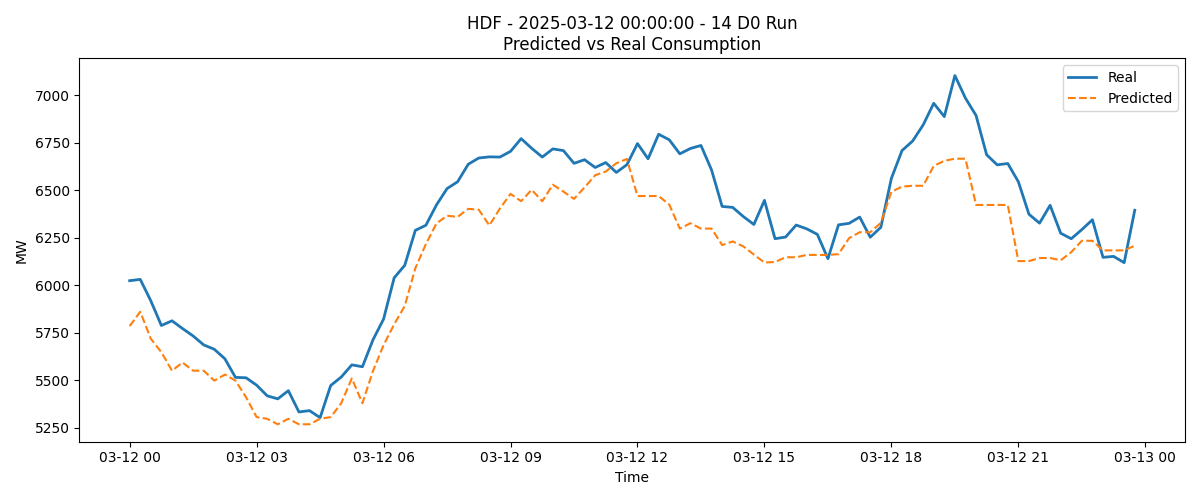 HDF - 2025-03-12 00:00:00 - 14 D0 Run
Predicted vs Real Consumption
Real
Predicted
MW
7000
6750
6500
6250
6000
5750
5500
5250
03-12 00
03-12 03
03-12 06
03-12 09
03-12 12
03-12 15
03-12 18
03-12 21
03-13 00
Time